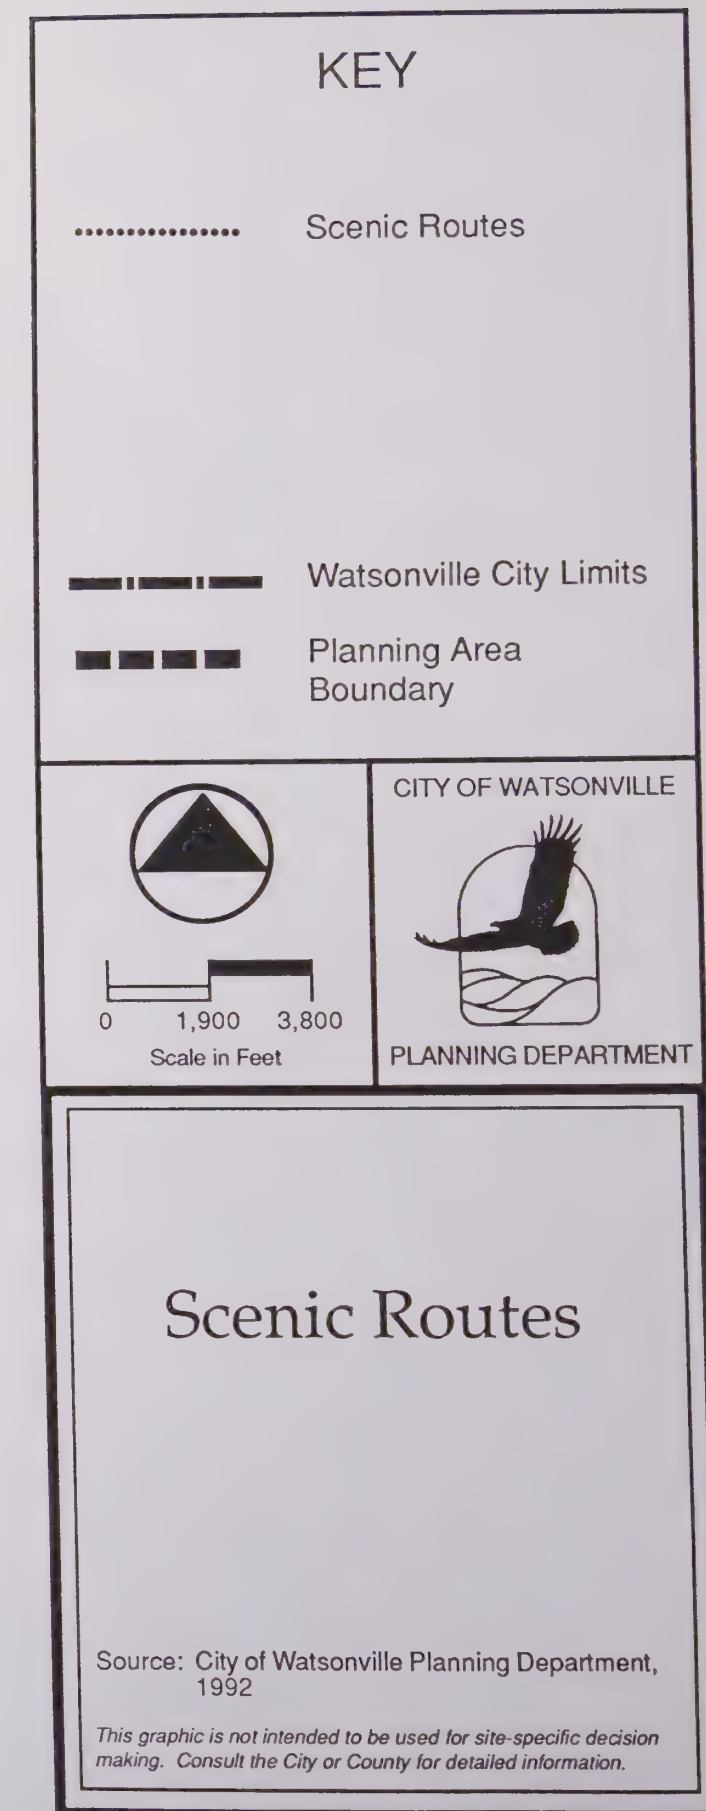 KEY
Scenic Routes
Watsonville City Limits
Planning Area
Boundary
0 1,900 3,800
Scale in Feet
CITY OF WATSONVILLE
PLANNING DEPARTMENT
Scenic Routes
Source: City of Watsonville Planning Department,
1992
This graphic is not intended to be used for site-specific decision
making. Consult the City or County for detailed information.